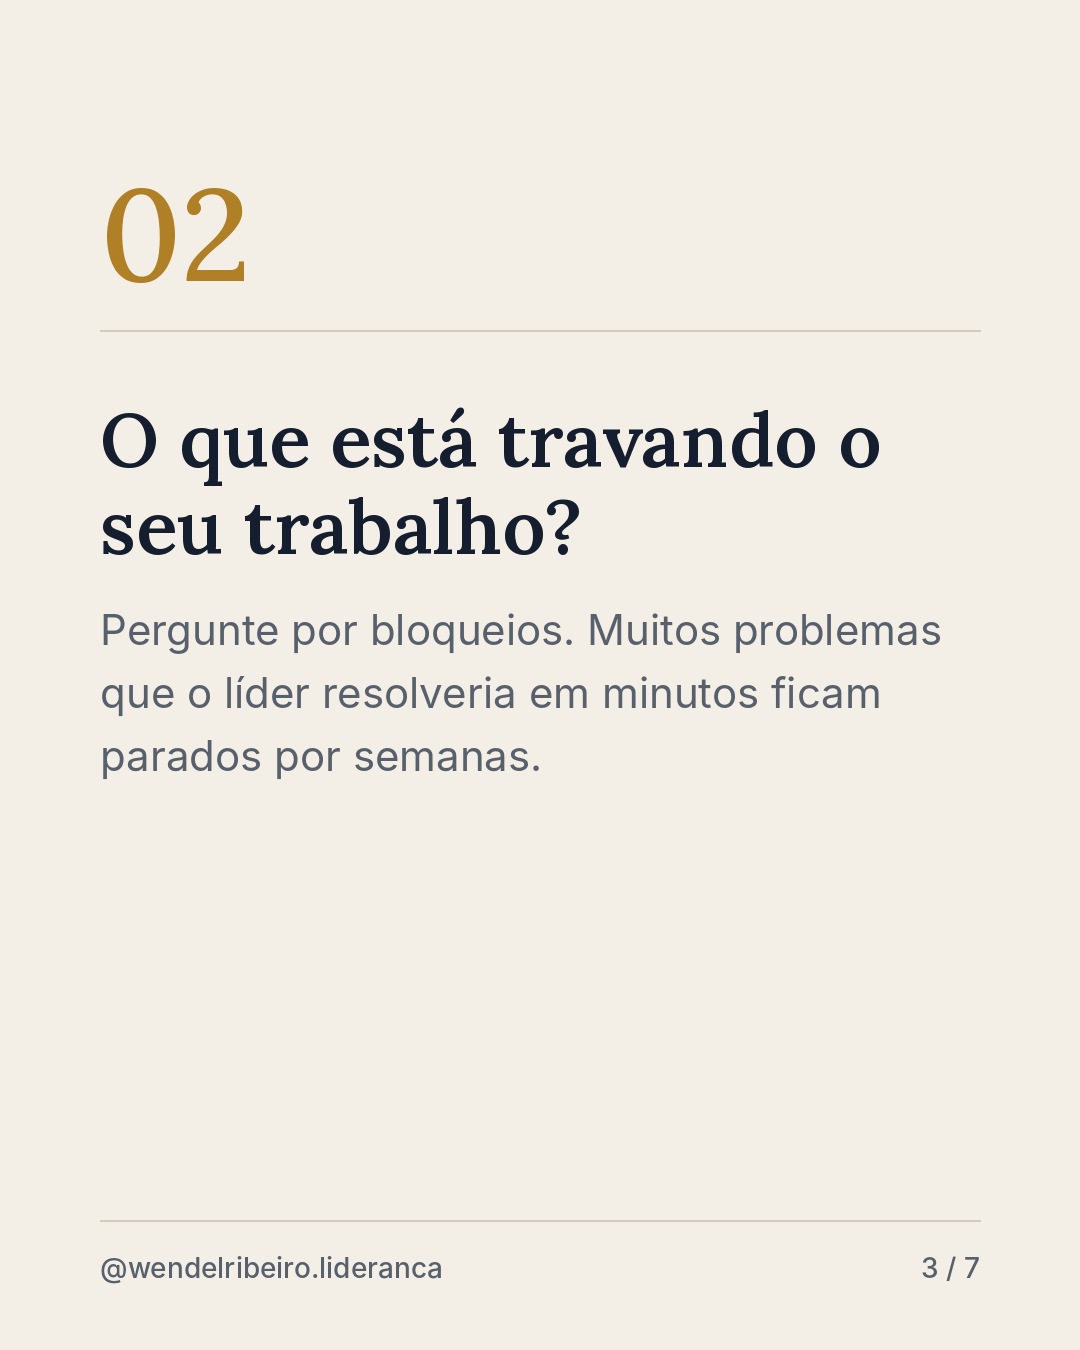 02
O que está travando o
seu trabalho?
Pergunte por bloqueios. Muitos problemas
que o líder resolveria em minutos ficam
parados por semanas.
@wendelribeiro.lideranca
3 / 7